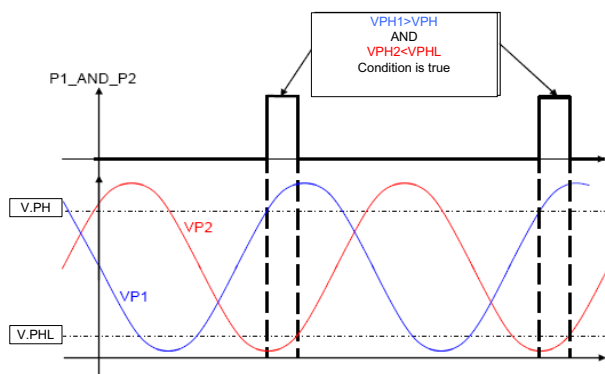 VPH1>VPH
AND
VPH2<VPHL
Condition is true
P1_AND_P2
V.PH
VP2
VP1
V.PHL